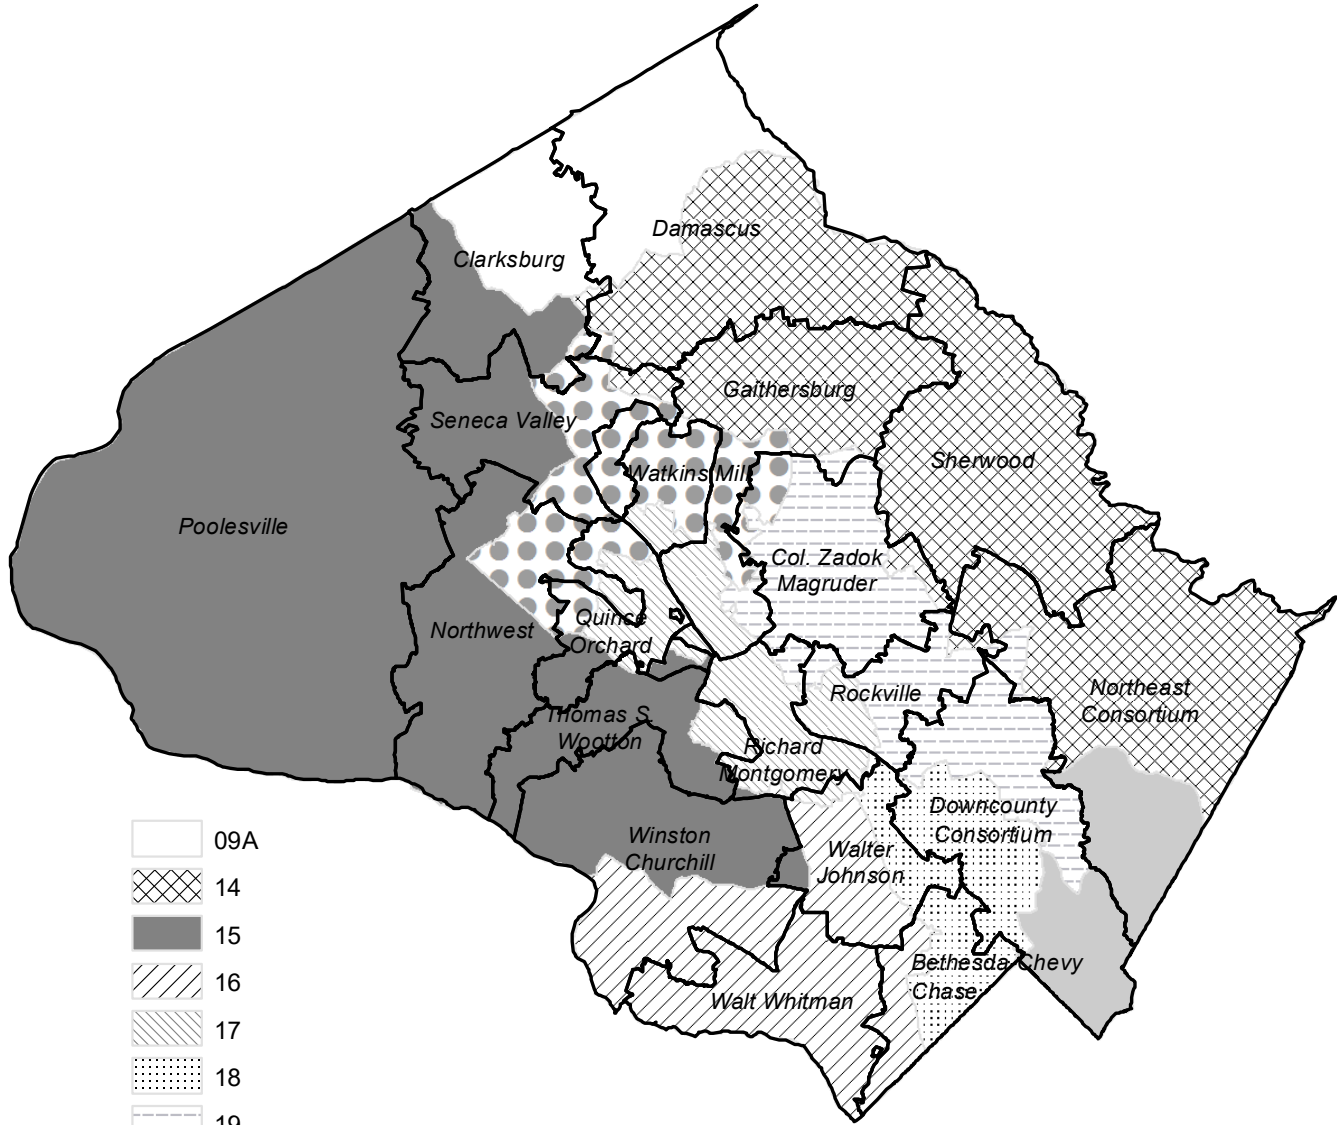 Damascus
Clarksburg
Gaithersburg
Seneca Valley
Sherwood
Watkins Mill
Poolesville
Col. Zadok
Magruder
Quince
Orchard
Northwest
Rockville
Northeast
Consortium
Thomas S.
Wootton
Richard
Montgomery
Downcounty
Consortium
Winston
Churchill
Walter
Johnson
Bethesda-Chevy
Chase
Walt Whitman
09A
14
15
16
17
18
19